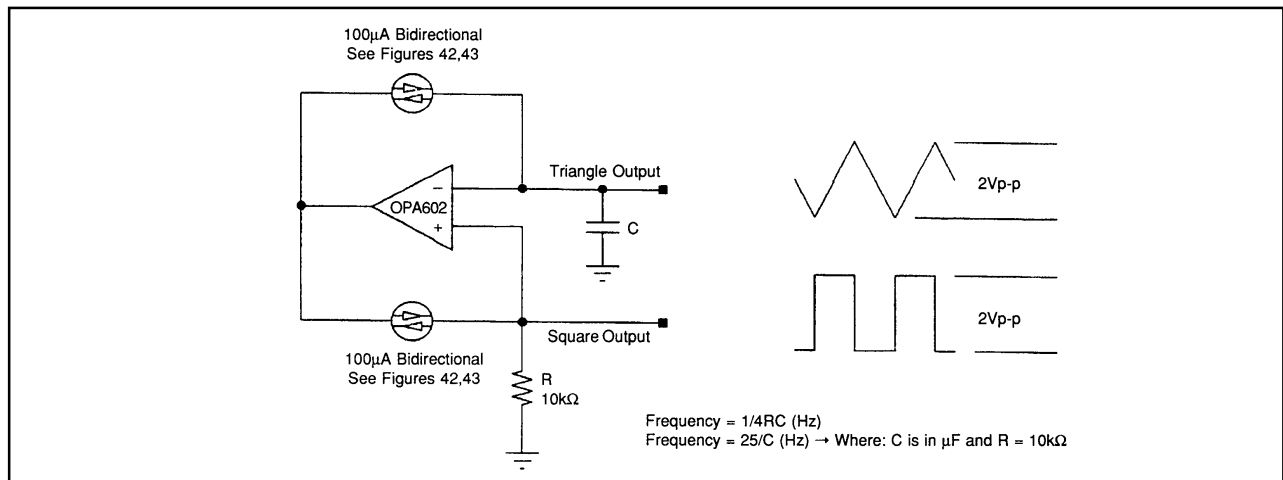 100µA Bidirectional
See Figures 42,43
Triangle Output
−
OPA602
+
C
2Vp-p
Square Output
2Vp-p
100µA Bidirectional
See Figures 42,43
R
10kΩ
Frequency = 1/4RC (Hz)
Frequency = 25/C (Hz) → Where: C is in µF and R = 10kΩ